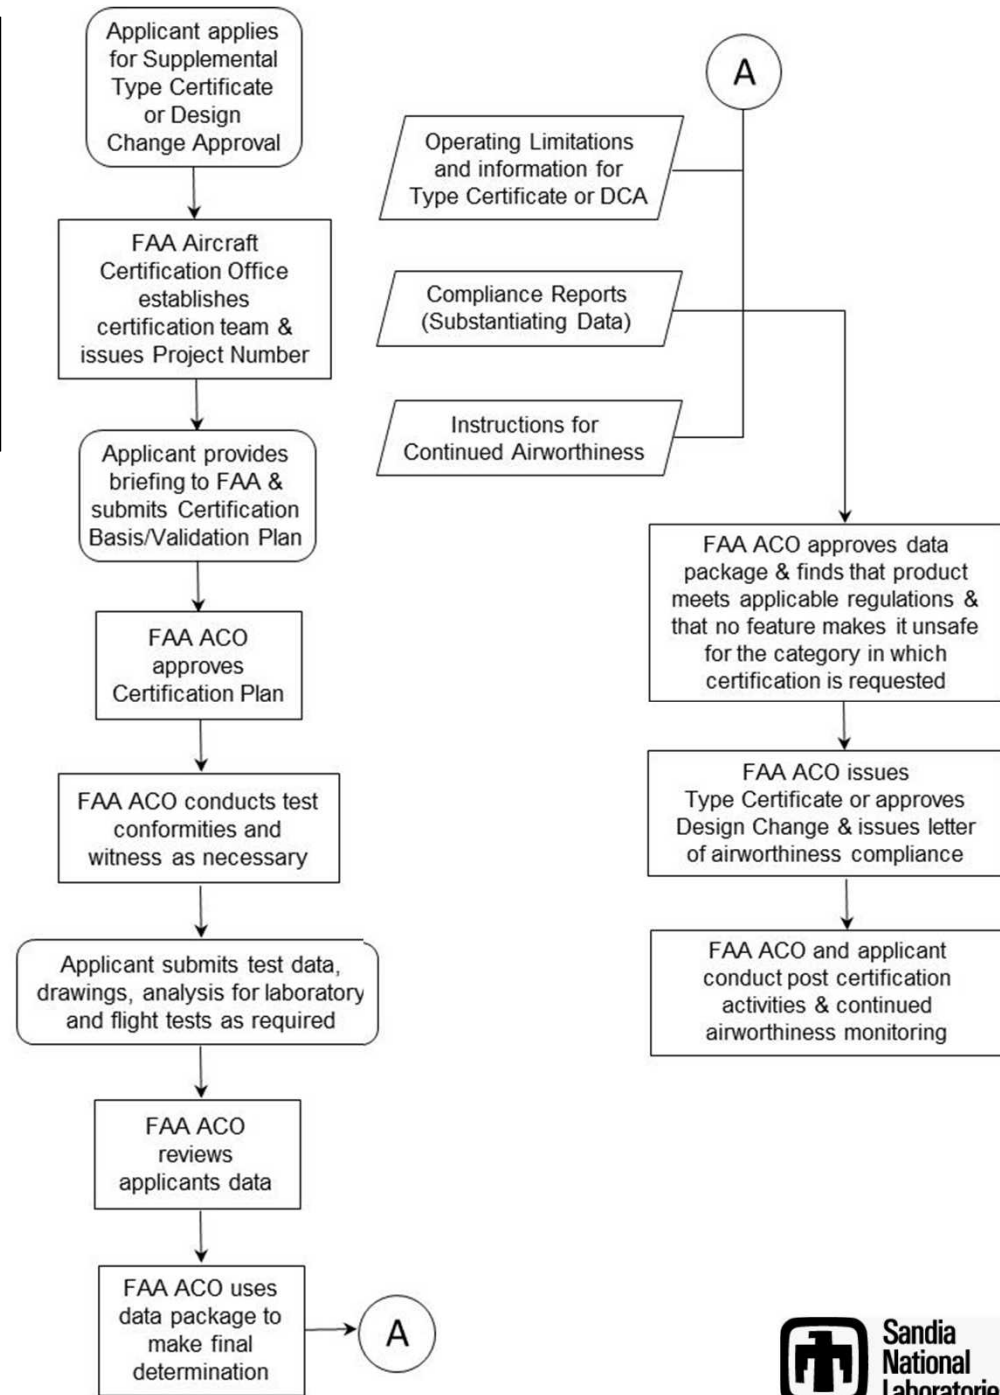 Applicant applies
for Supplemental
Type Certificate
or Design
Change Approval
FAA Aircraft
Certification Office
establishes
certification team &
issues Project Number
Applicant provides
briefing to FAA &
submits Certification
Basis/Validation Plan
FAA ACO
approves
Certification Plan
FAA ACO conducts test
conformities and
witness as necessary
Applicant submits test data,
drawings, analysis for laboratory
and flight tests as required
FAA ACO
reviews
applicants data
FAA ACO uses
data package to
make final
determination
A
A
Operating Limitations
and information for
Type Certificate or DCA
Compliance Reports
(Substantiating Data)
Instructions for
Continued Airworthiness
FAA ACO approves data
package & finds that product
meets applicable regulations &
that no feature makes it unsafe
for the category in which
certification is requested
FAA ACO issues
Type Certificate or approves
Design Change & issues letter
of airworthiness compliance
FAA ACO and applicant
conduct post certification
activities & continued
airworthiness monitoring
Sandia
National